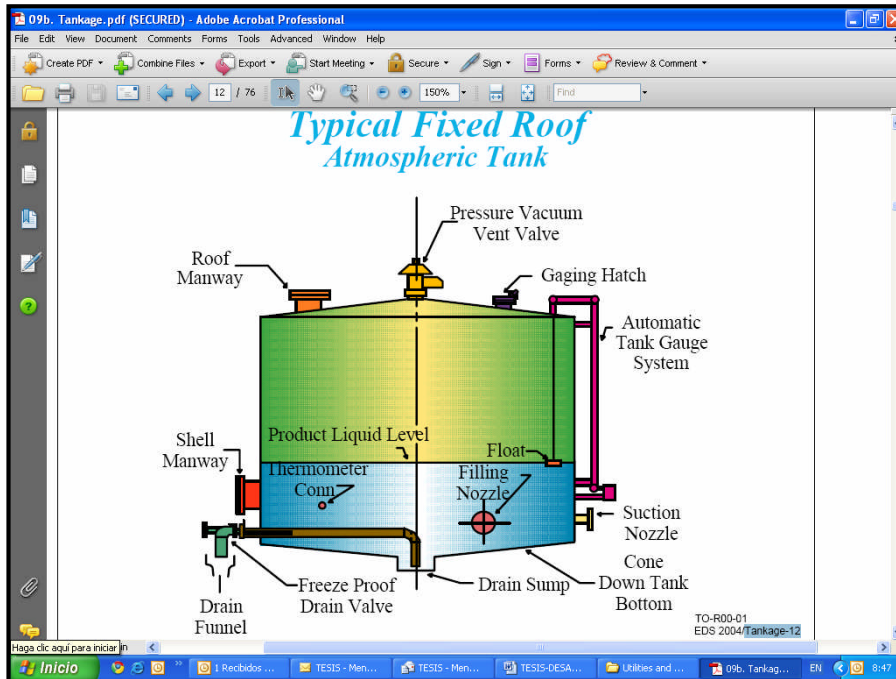 09b. Tankage.pdf (SECURED) - Adobe Acrobat Professional
File Edit View Document Comments Forms Tools Advanced Window Help
Create PDF Combine Files Export Start Meeting Secure Sign Forms Review & Comment
12 / 76 150% Find
Typical Fixed Roof
Atmospheric Tank
Pressure Vacuum
Vent Valve
Roof
Manway
Gaging Hatch
Automatic
Tank Gauge
System
Shell
Manway
Product Liquid Level
Float
Thermometer
Conn
Filling
Nozzle
Suction
Nozzle
Cone
Down Tank
Bottom
Drain Sump
Freeze Proof
Drain Valve
Drain
Funnel
TO-R00-01
EDS 2004/Tankage-12
Haga clic aquí para iniciar in
Inicio 1 Recibidos ... TESIS - Men... TESIS - Men... TESIS-DESA... Utilities and ... 09b. Tankag... EN 8:47